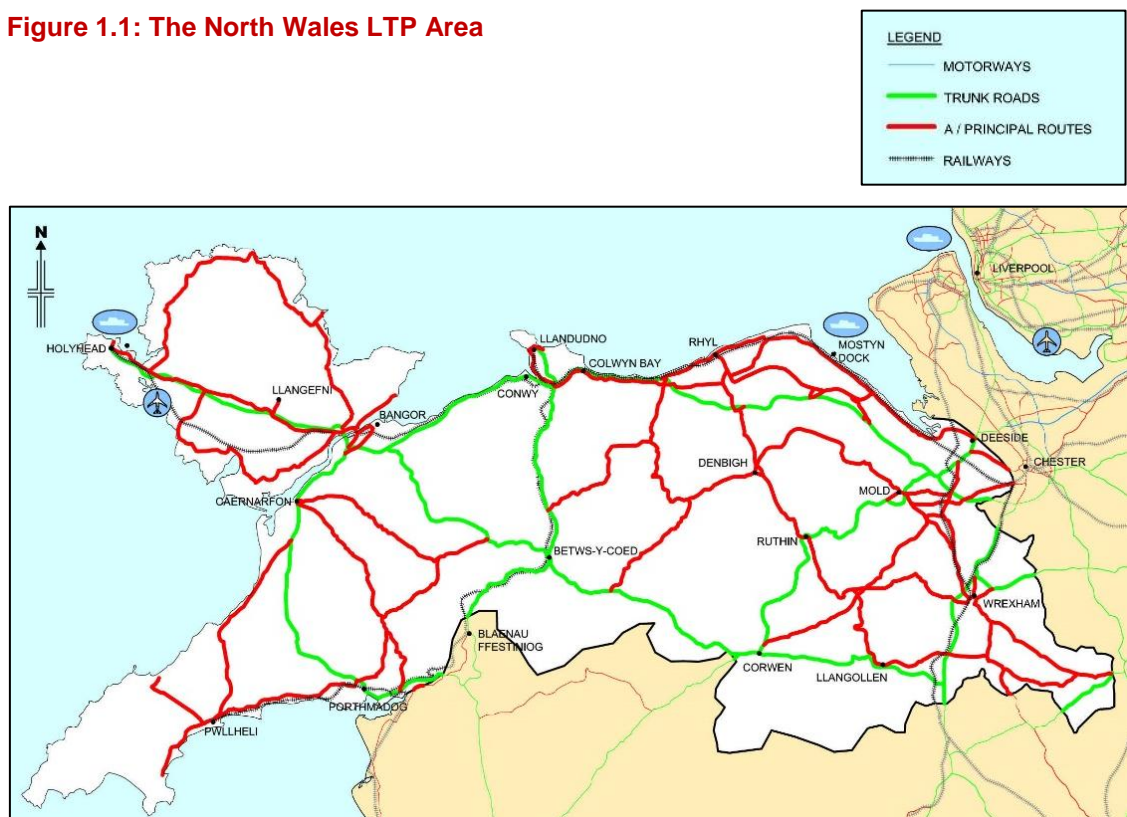 Figure 1.1: The North Wales LTP Area
LEGEND
MOTORWAYS
TRUNK ROADS
A / PRINCIPAL ROUTES
RAILWAYS
N
LIVERPOOL
HOLYHEAD
LLANDUDNO
RHYL
MOSTYN
DOCK
COLWYN BAY
LLANGEFNI
CONWY
BANGOR
DEESIDE
CHESTER
DENBIGH
MOLD
CAERNARFON
RUTHIN
BETWS-Y-COED
WREXHAM
BLAENAU
FFESTINIOG
CORWEN
LLANGOLLEN
PORTHMADOG
PWLLHELI